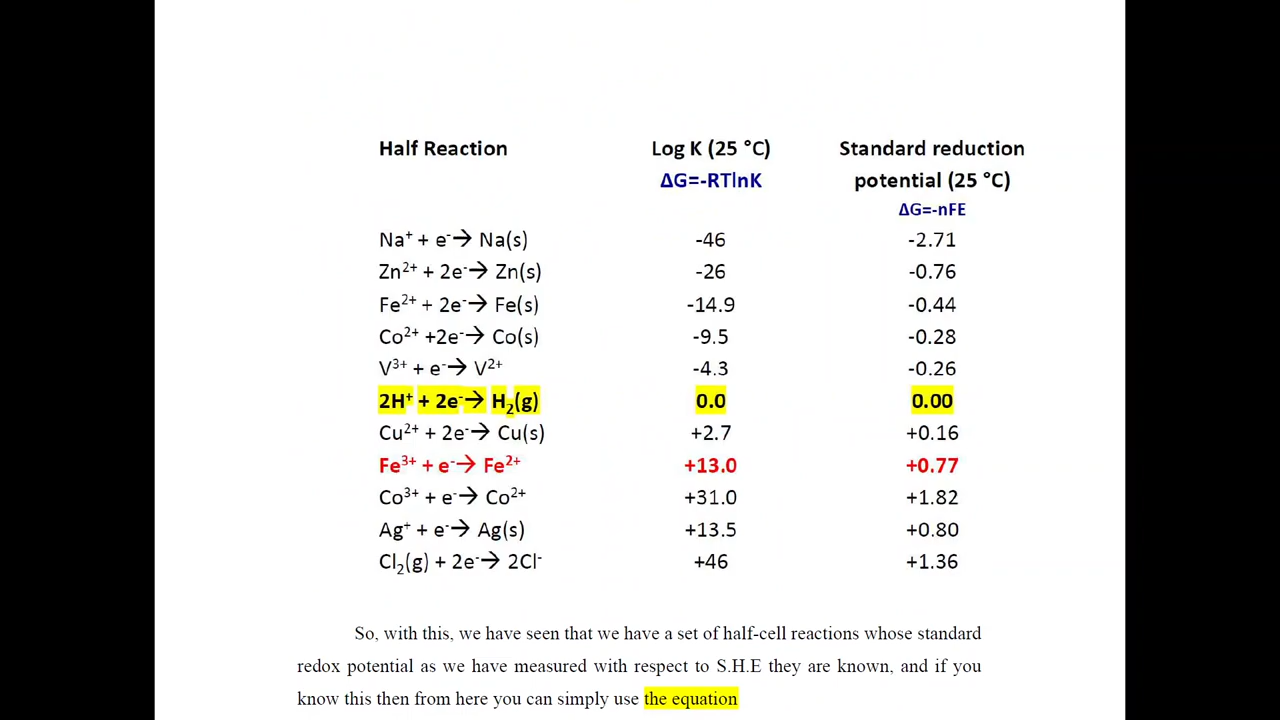 Half Reaction Log K (25 °C) Standard reduction
ΔG=-RTlnK potential (25 °C)
ΔG=-nFE
Na⁺ + e⁻→ Na(s) -46 -2.71
Zn²⁺ + 2e⁻→ Zn(s) -26 -0.76
Fe²⁺ + 2e⁻→ Fe(s) -14.9 -0.44
Co²⁺ +2e⁻→ Co(s) -9.5 -0.28
V³⁺ + e⁻→ V²⁺ -4.3 -0.26
2H⁺ + 2e⁻→ H₂(g) 0.0 0.00
Cu²⁺ + 2e⁻→ Cu(s) +2.7 +0.16
Fe³⁺ + e⁻→ Fe²⁺ +13.0 +0.77
Co³⁺ + e⁻→ Co²⁺ +31.0 +1.82
Ag⁺ + e⁻→ Ag(s) +13.5 +0.80
Cl₂(g) + 2e⁻→ 2Cl⁻ +46 +1.36
So, with this, we have seen that we have a set of half-cell reactions whose standard
redox potential as we have measured with respect to S.H.E they are known, and if you
know this then from here you can simply use the equation